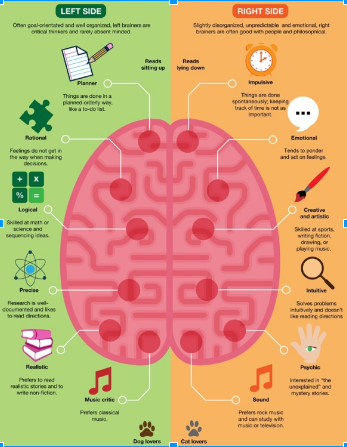 LEFT SIDE
Often goal-orientated and well organized, left brainers are
critical thinkers and rarely absent minded.
RIGHT SIDE
Slightly disorganized, unpredictable and emotional, right
brainers are often good with people and philosophical.
Reads
sitting up
Reads
lying down
Planner
Things are done in a
planned orderly way,
like a to-do list.
Impulsive
Things are done
spontaneously; keeping
track of time is not as
important.
Rational
Feelings do not get in
the way when making
decisions.
Emotional
Tends to ponder
and act on feelings.
+ x
% =
Logical
Skilled at math or
science and
sequencing ideas.
Creative
and artistic
Skilled at sports,
writing fiction,
drawing, or
playing music.
Precise
Research is well-
documented and likes
to read directions.
Intuitive
Solves problems
intuitively and doesn't
like reading directions
Realistic
Prefers to read
realistic stories and to
write non-fiction.
Psychic
Interested in "the
unexplained" and
mystery stories.
Music critic
Prefers classical
music.
Sound
Prefers rock music
and can study with
music or television.
Dog lovers
Cat lovers